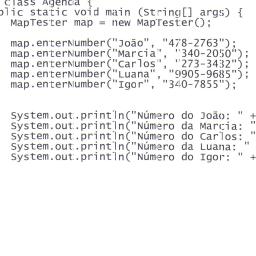 class Agenda {
blic static void main (String[] args) {
MapTester map = new MapTester();
map.enterNumber("João", "478-2763");
map.enterNumber("Marcia", "340-2050");
map.enterNumber("Carlos", "273-3432");
map.enterNumber("Luana", "9905-9685");
map.enterNumber("Igor", "340-7855");
System.out.println("Número do João: " +
System.out.println("Número da Marcia: "
System.out.println("Número do Carlos: "
System.out.println("Número da Luana: "
System.out.println("Número do Igor: " +